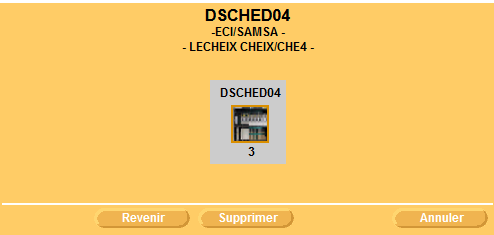 DSCHED04
-ECI/SAMSA -
- LECHEIX CHEIX/CHE4 -
DSCHED04
3
Revenir Supprimer Annuler